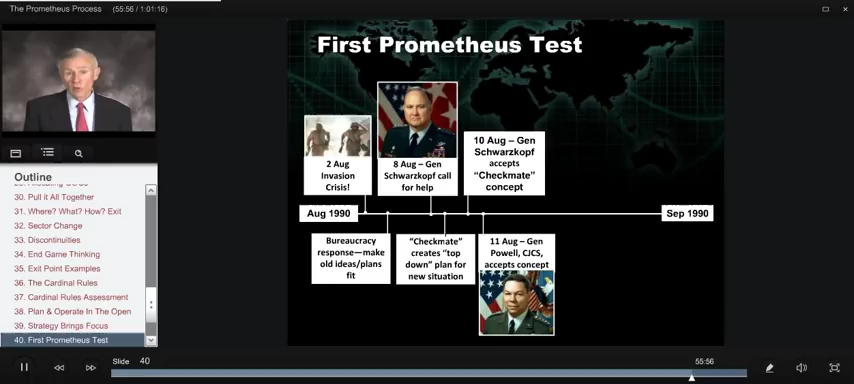 The Prometheus Process
(55:56 / 1:01:16)
First Prometheus Test
2 Aug
Invasion
Crisis!
8 Aug – Gen
Schwarzkopf call
for help
10 Aug – Gen
Schwarzkopf
accepts
"Checkmate"
concept
Aug 1990
Sep 1990
Bureaucracy
response—make
old ideas/plans
fit
"Checkmate"
creates "top
down" plan for
new situation
11 Aug – Gen
Powell, CJCS,
accepts concept
Outline
30. Pull it All Together
31. Where? What? How? Exit
32. Sector Change
33. Discontinuities
34. End Game Thinking
35. Exit Point Examples
36. The Cardinal Rules
37. Cardinal Rules Assessment
38. Plan & Operate In The Open
39. Strategy Brings Focus
40. First Prometheus Test
Slide 40
55:56